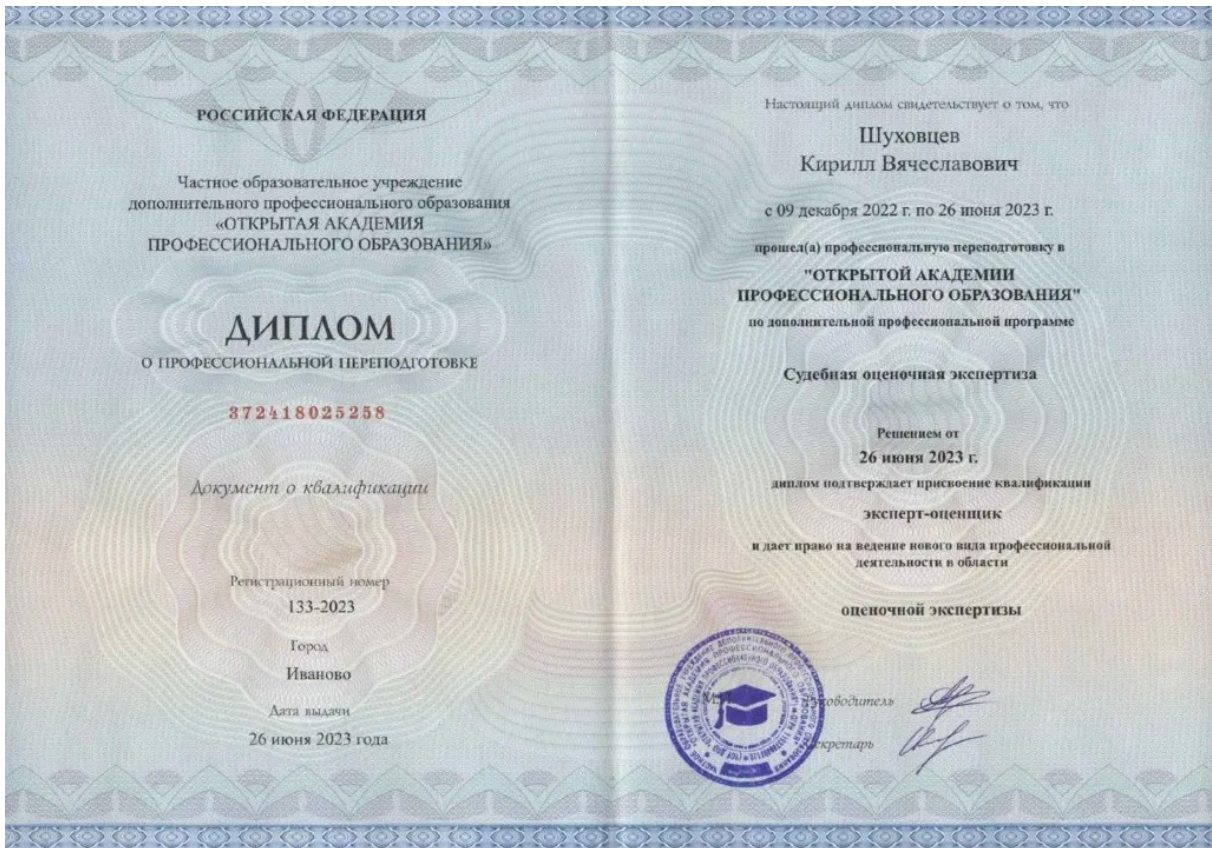 РОССИЙСКАЯ ФЕДЕРАЦИЯ
Частное образовательное учреждение
дополнительного профессионального образования
«ОТКРЫТАЯ АКАДЕМИЯ
ПРОФЕССИОНАЛЬНОГО ОБРАЗОВАНИЯ»
ДИПЛОМ
О ПРОФЕССИОНАЛЬНОЙ ПЕРЕПОДГОТОВКЕ
372418025258
Документ о квалификации
Регистрационный номер
133-2023
Город
Иваново
Дата выдачи
26 июня 2023 года
Настоящий диплом свидетельствует о том, что
Шуховцев
Кирилл Вячеславович
с 09 декабря 2022 г. по 26 июня 2023 г.
прошел(а) профессиональную переподготовку в
"ОТКРЫТОЙ АКАДЕМИИ
ПРОФЕССИОНАЛЬНОГО ОБРАЗОВАНИЯ"
по дополнительной профессиональной программе
Судебная оценочная экспертиза
Решением от
26 июня 2023 г.
диплом подтверждает присвоение квалификации
эксперт-оценщик
и дает право на ведение нового вида профессиональной
деятельности в области
оценочной экспертизы
Руководитель
Секретарь